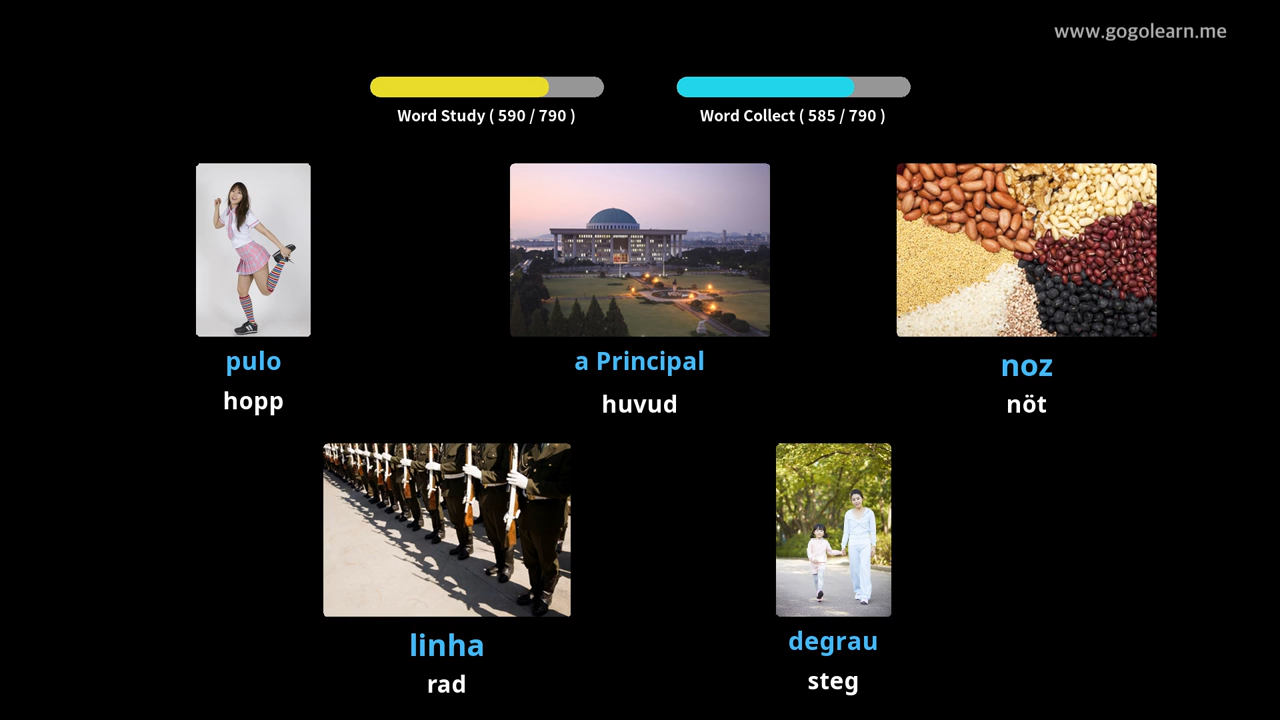 www.gogolearn.me
Word Study ( 590 / 790 )
Word Collect ( 585 / 790 )
pulo
hopp
a Principal
huvud
noz
nöt
linha
rad
degrau
steg